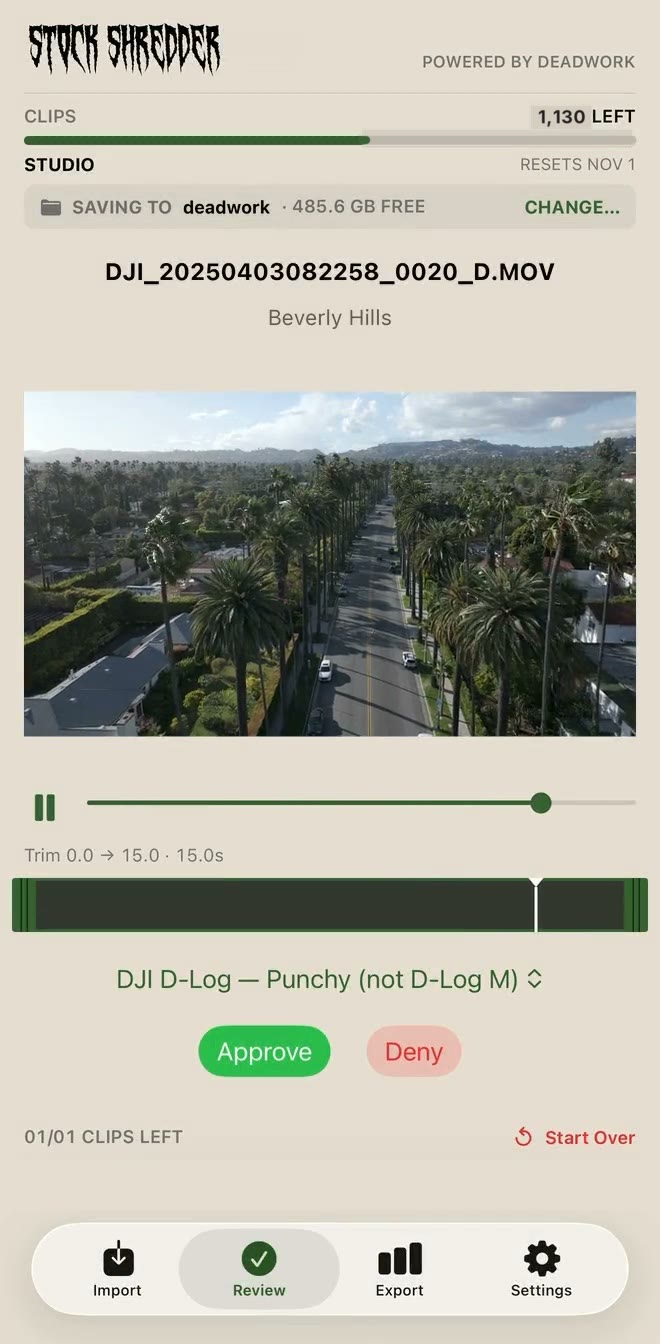 STOCK SHREDDER
POWERED BY DEADWORK
CLIPS
1,130 LEFT
STUDIO
RESETS NOV 1
SAVING TO deadwork · 485.6 GB FREE
CHANGE...
DJI_20250403082258_0020_D.MOV
Beverly Hills
Trim 0.0 → 15.0 · 15.0s
DJI D-Log — Punchy (not D-Log M)
Approve
Deny
01/01 CLIPS LEFT
Start Over
Import
Review
Export
Settings